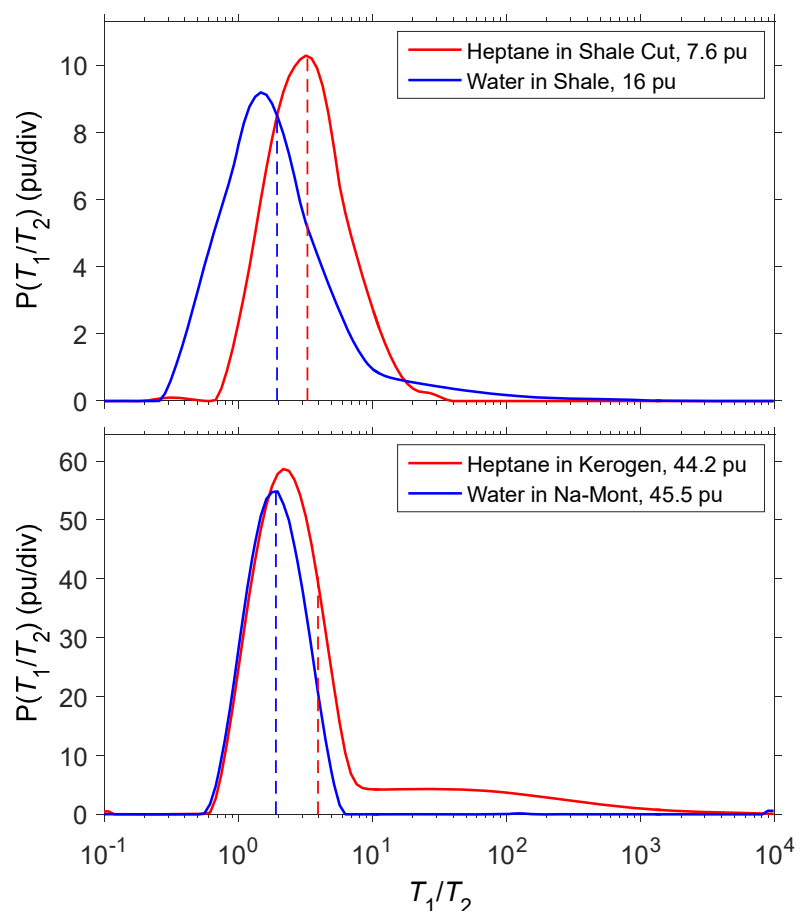 Heptane in Shale Cut, 7.6 pu
Water in Shale, 16 pu
P(T₁/T₂) (pu/div)
10
8
6
4
2
0
Heptane in Kerogen, 44.2 pu
Water in Na-Mont, 45.5 pu
P(T₁/T₂) (pu/div)
60
50
40
30
20
10
0
10⁻¹ 10⁰ 10¹ 10² 10³ 10⁴
T₁/T₂